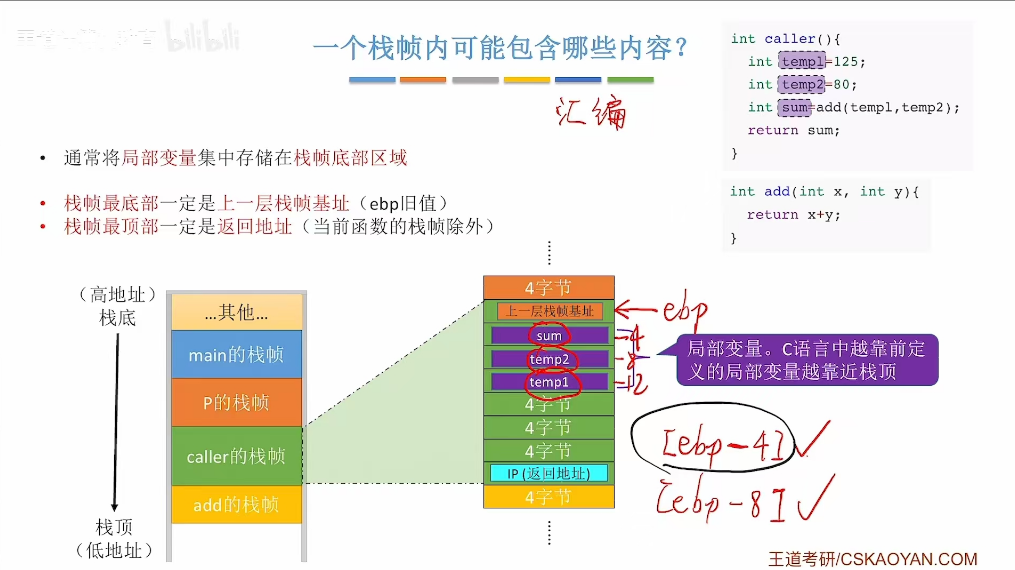 bilibili
一个栈帧内可能包含哪些内容？
汇编
int caller(){
int temp1=125;
int temp2=80;
int sum=add(temp1,temp2);
return sum;
}
int add(int x, int y){
return x+y;
}
• 通常将局部变量集中存储在栈帧底部区域
• 栈帧最底部一定是上一层栈帧基址（ebp旧值）
• 栈帧最顶部一定是返回地址（当前函数的栈帧除外）
（高地址）
栈底
…其他…
main的栈帧
P的栈帧
caller的栈帧
add的栈帧
栈顶
（低地址）
4字节
上一层栈帧基址
ebp
sum
-4
temp2
-8
temp1
-12
4字节
4字节
4字节
IP (返回地址)
4字节
局部变量。C语言中越靠前定
义的局部变量越靠近栈顶
[ebp-4]
[ebp-8]
王道考研/CSKAOYAN.COM